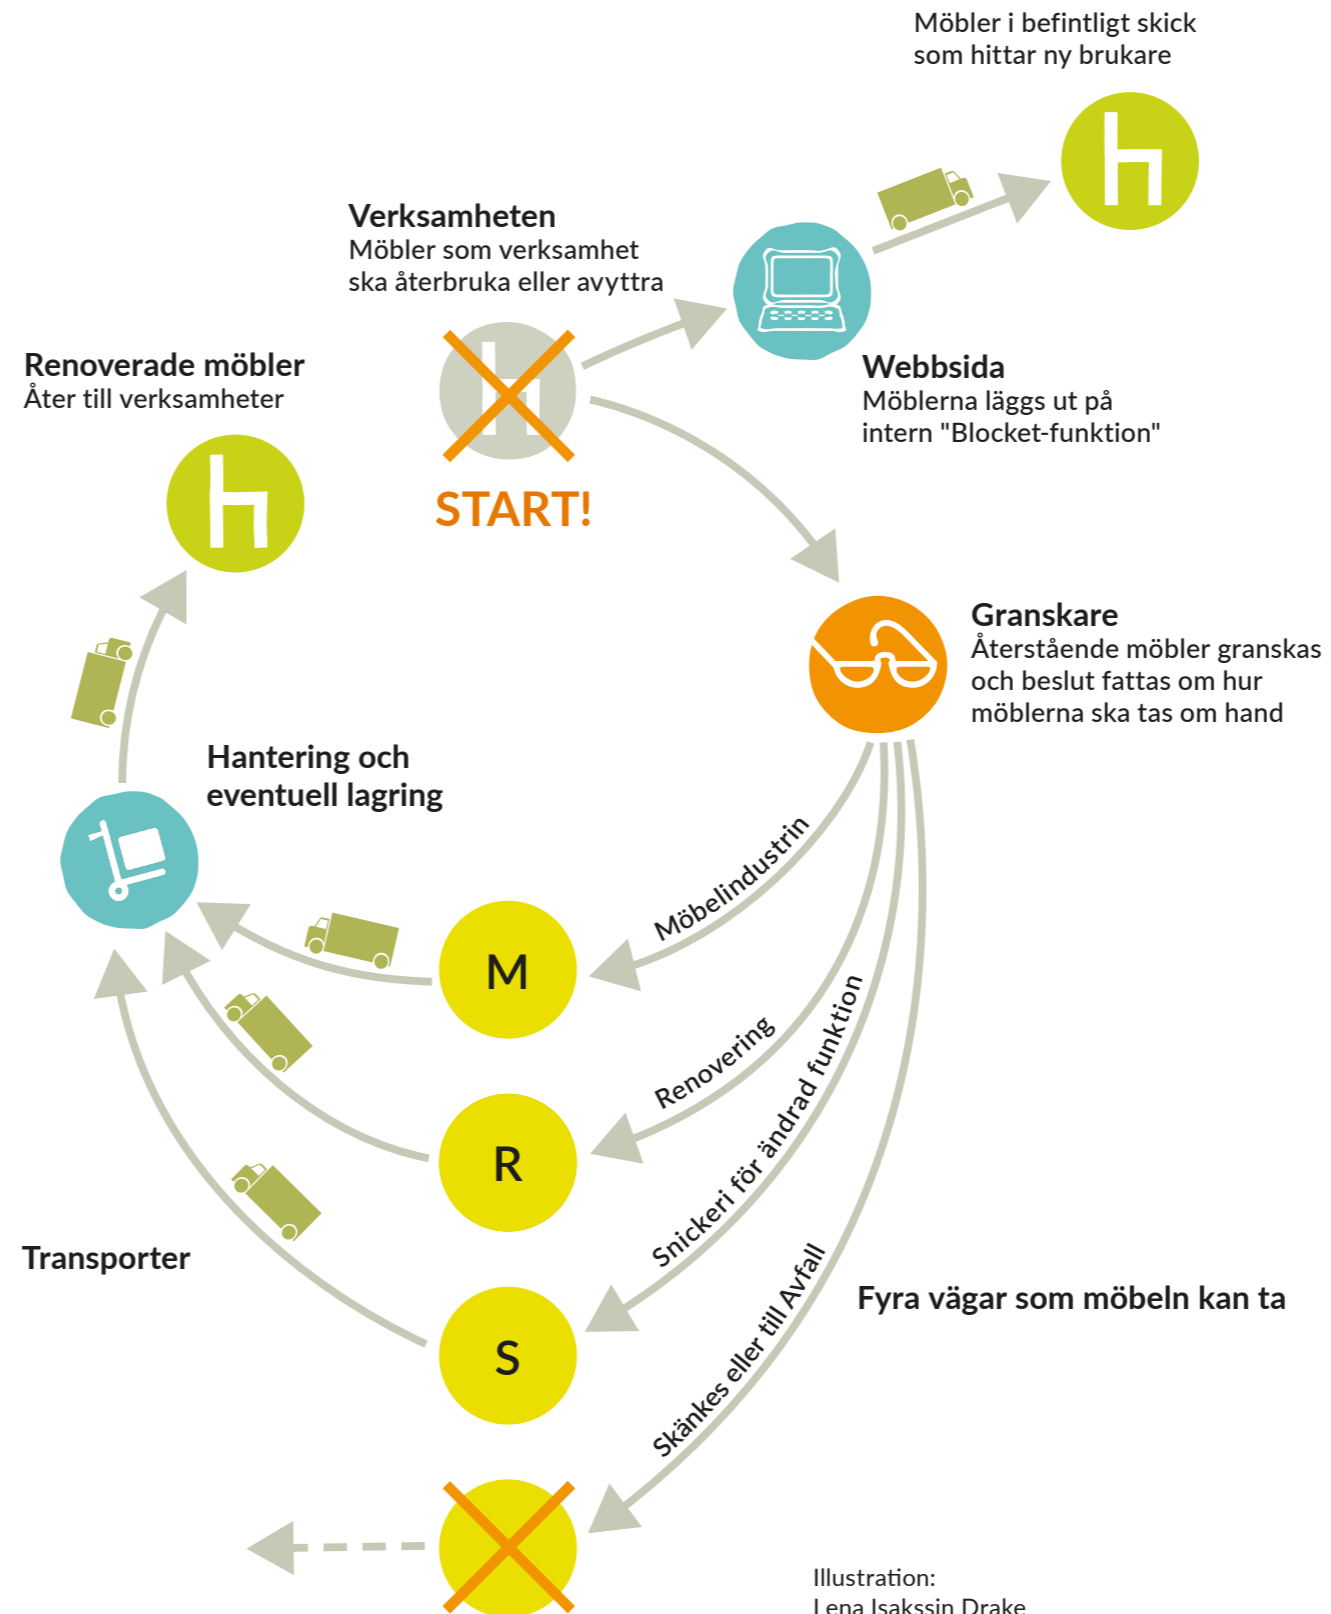 Möbler i befintligt skick
som hittar ny brukare
Verksamheten
Möbler som verksamhet
ska återbruka eller avyttra
START!
Webbsida
Möblerna läggs ut på
intern "Blocket-funktion"
Renoverade möbler
Åter till verksamheter
Granskare
Återstående möbler granskas
och beslut fattas om hur
möblerna ska tas om hand
Hantering och
eventuell lagring
Möbelindustrin
M
Renovering
R
Snickeri för ändrad funktion
S
Skänkes eller till Avfall
Transporter
Fyra vägar som möbeln kan ta
Illustration:
Lena Isakssin Drake